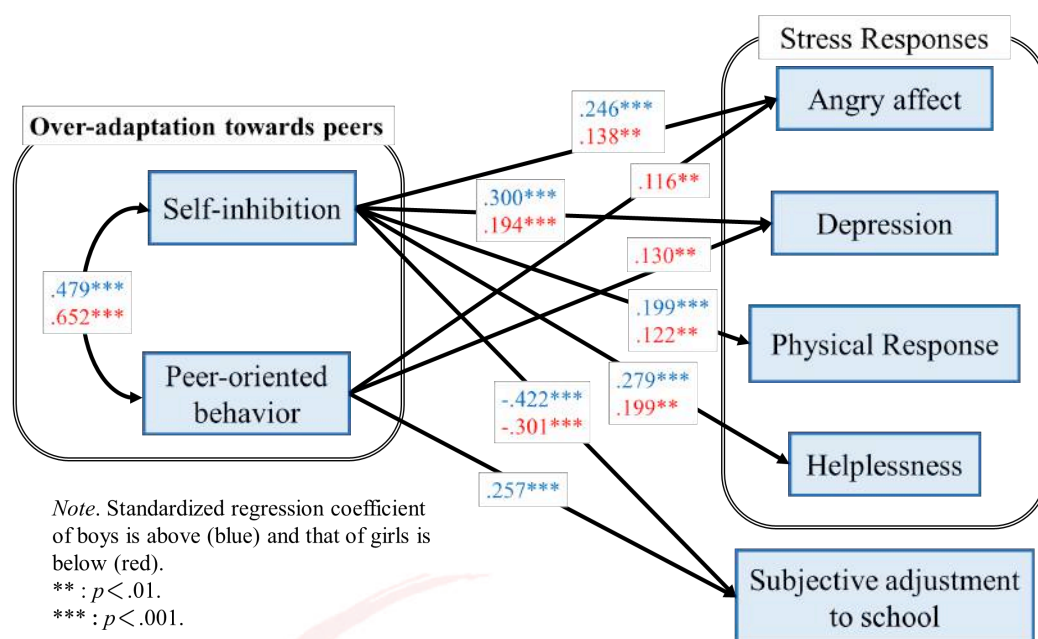 Stress Responses
Angry affect
.246***
.138**
Over-adaptation towards peers
.116**
Self-inhibition
.300***
.194***
Depression
.130**
.479***
.652***
.199***
.122**
Physical Response
Peer-oriented
behavior
.279***
.199**
-.422***
-.301***
Helplessness
.257***
Note. Standardized regression coefficient
of boys is above (blue) and that of girls is
below (red).
** : p＜.01.
*** : p＜.001.
Subjective adjustment
to school